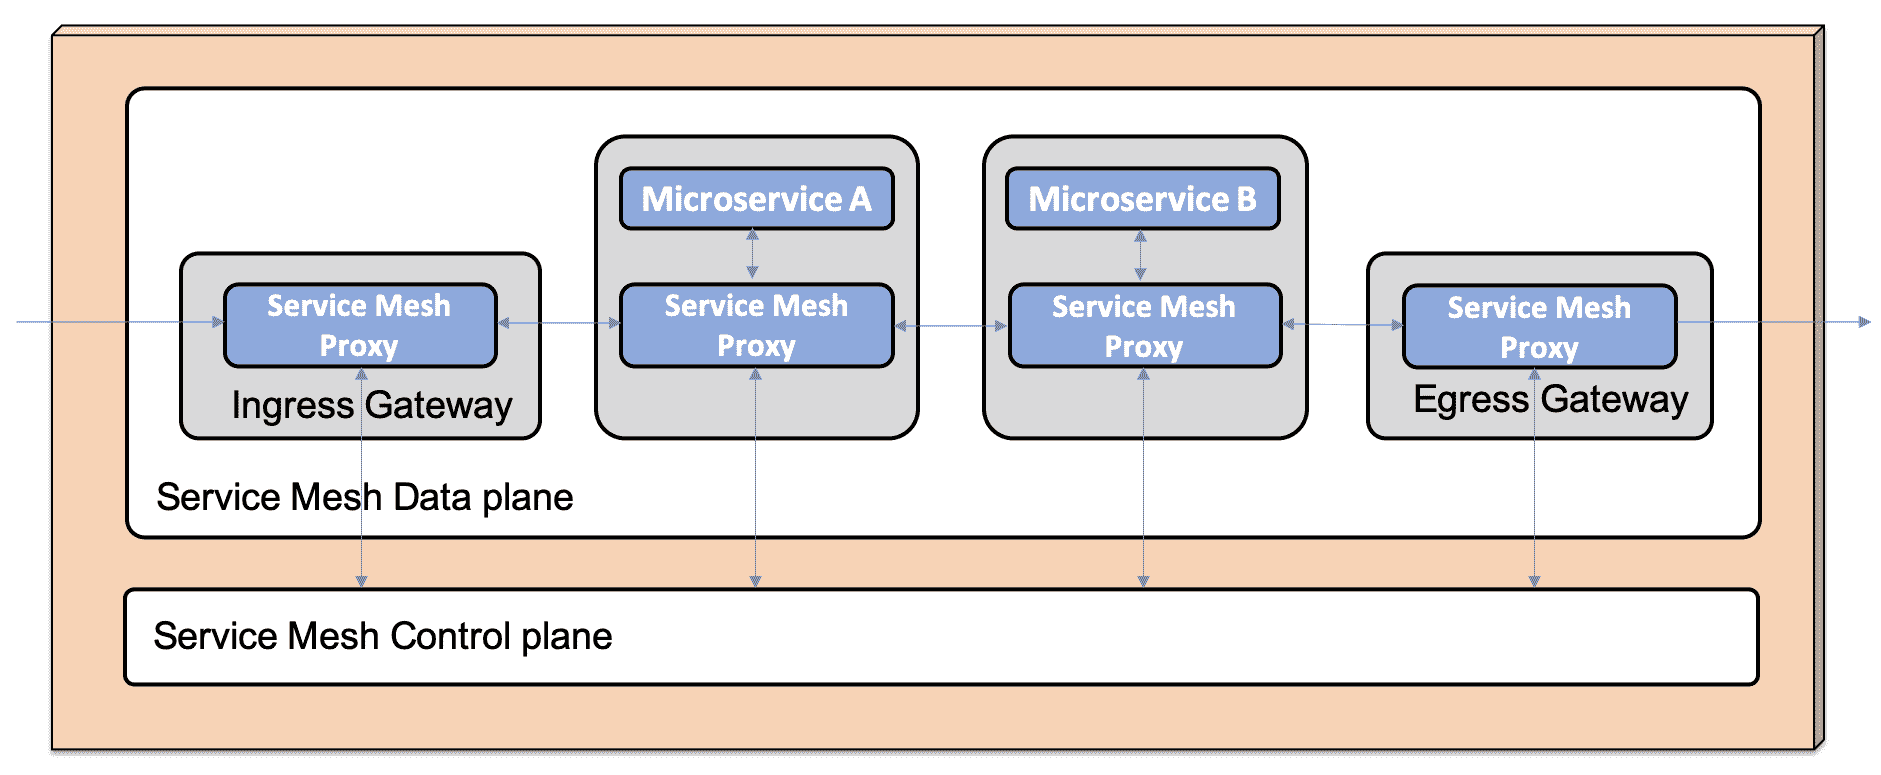 Microservice A
Microservice B
Service Mesh
Proxy
Ingress Gateway
Service Mesh
Proxy
Service Mesh
Proxy
Service Mesh
Proxy
Egress Gateway
Service Mesh Data plane
Service Mesh Control plane